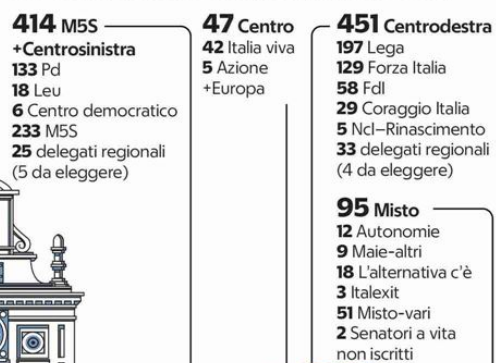 414 M5S
+Centrosinistra
133 Pd
18 Leu
6 Centro democratico
233 M5S
25 delegati regionali
(5 da eleggere)
47 Centro
42 Italia viva
5 Azione
+Europa
451 Centrodestra
197 Lega
129 Forza Italia
58 FdI
29 Coraggio Italia
5 NcI–Rinascimento
33 delegati regionali
(4 da eleggere)
95 Misto
12 Autonomie
9 Maie-altri
18 L'alternativa c'è
3 Italexit
51 Misto-vari
2 Senatori a vita
non iscritti